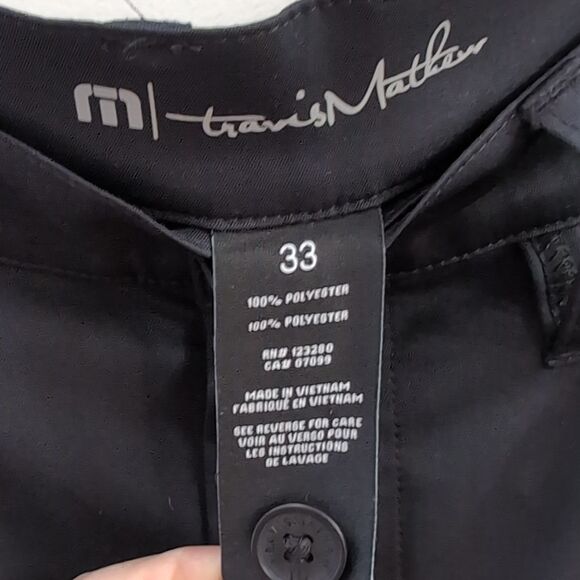 m | travisMathew
33
100% POLYESTER
100% POLYESTER
RN# 123280
CA# 07099
MADE IN VIETNAM
FABRIQUÉ EN VIETNAM
SEE REVERSE FOR CARE
VOIR AU VERSO POUR
LES INSTRUCTIONS
DE LAVAGE